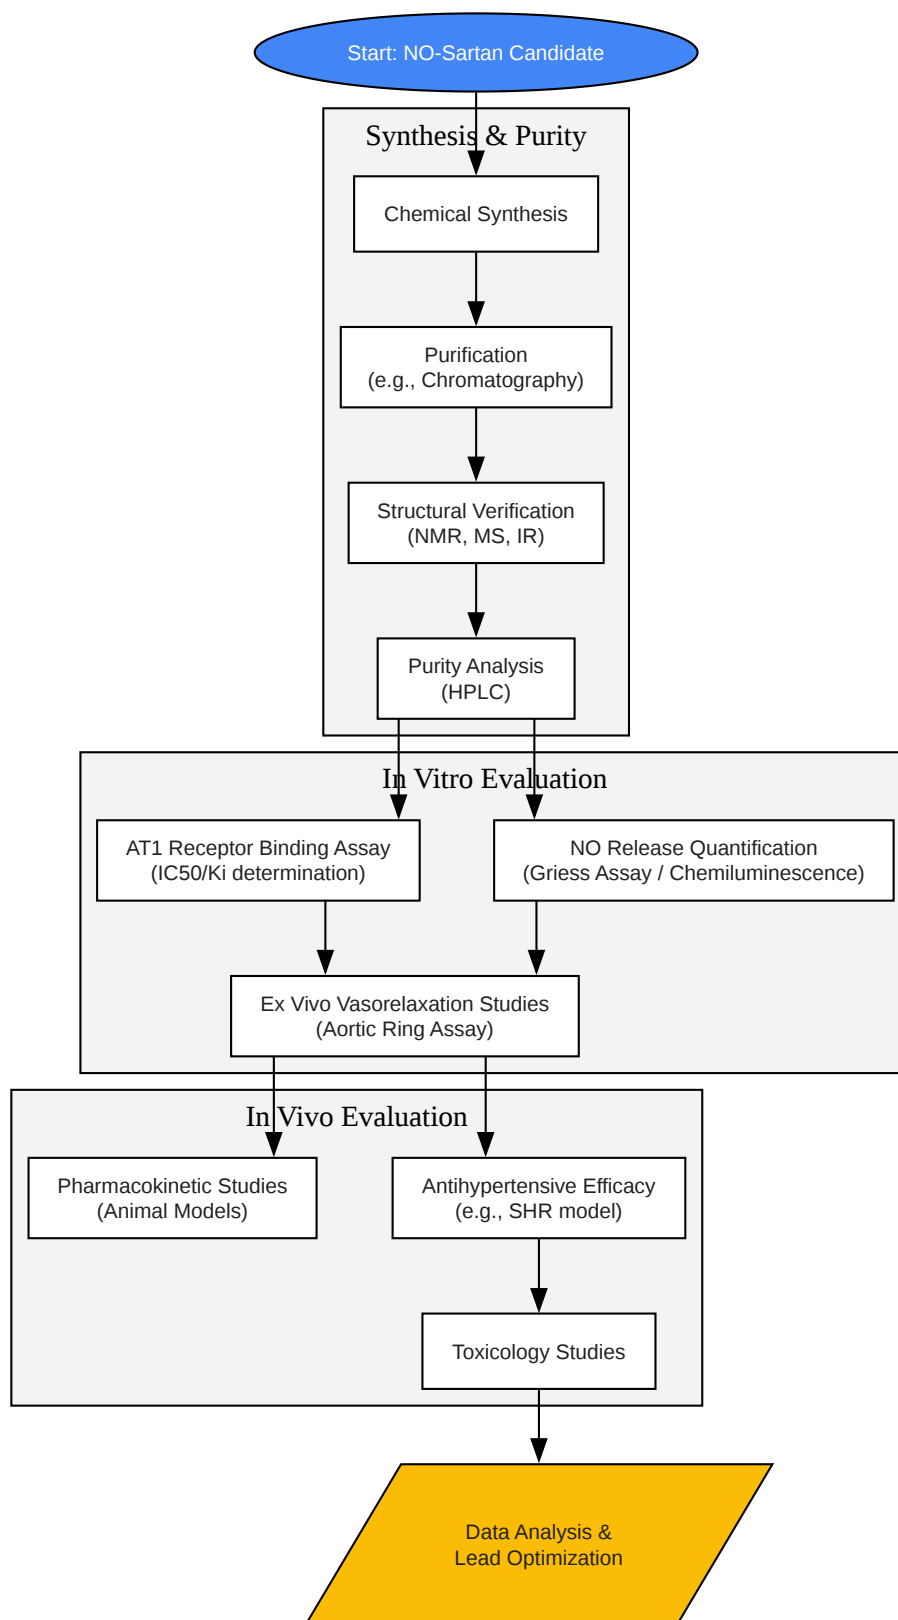 Start: NO-Sartan Candidate
Synthesis & Purity
Chemical Synthesis
Purification
(e.g., Chromatography)
Structural Verification
(NMR, MS, IR)
Purity Analysis
(HPLC)
In Vitro Evaluation
AT1 Receptor Binding Assay
(IC50/Ki determination)
NO Release Quantification
(Griess Assay / Chemiluminescence)
Ex Vivo Vasorelaxation Studies
(Aortic Ring Assay)
In Vivo Evaluation
Pharmacokinetic Studies
(Animal Models)
Antihypertensive Efficacy
(e.g., SHR model)
Toxicology Studies
Data Analysis &
Lead Optimization